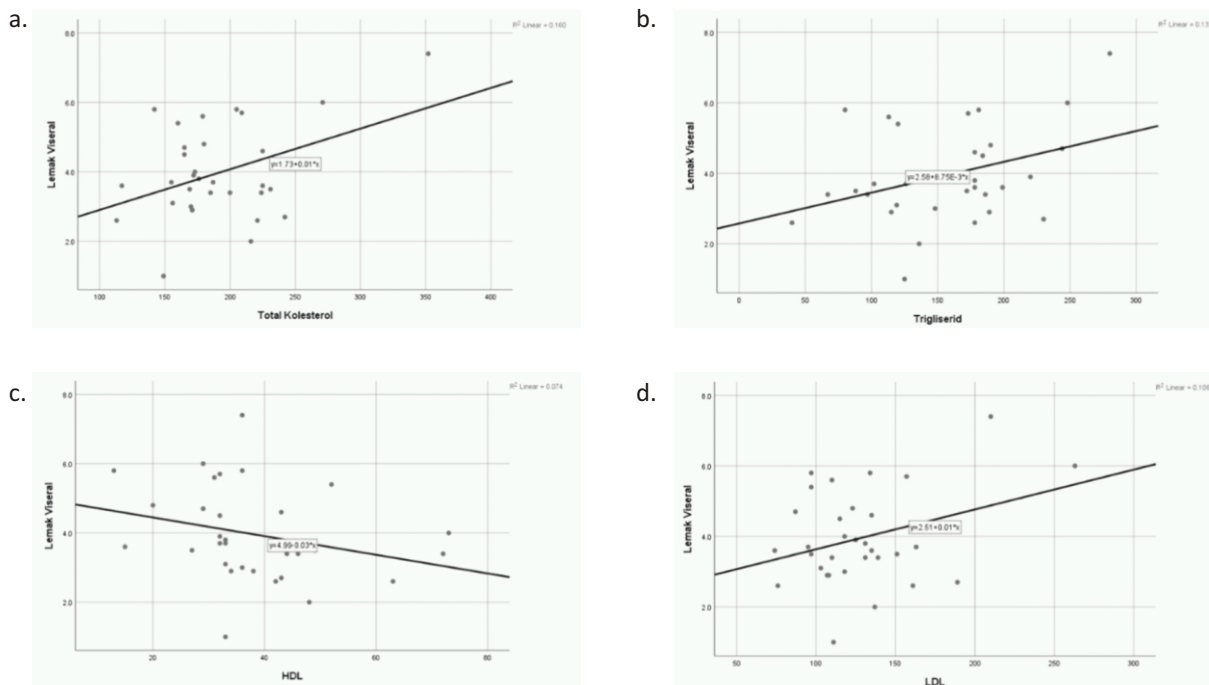 a.
R² Linear = 0.160
8.0
6.0
4.0
2.0
Lemak Viseral
y=1.73+0.01*x
100
150
200
250
300
350
400
Total Kolesterol
b.
R² Linear = 0.13
8.0
6.0
4.0
2.0
Lemak Viseral
y=2.58+8.75E-3*x
0
50
100
150
200
250
300
Trigliserid
c.
R² Linear = 0.074
8.0
6.0
4.0
2.0
Lemak Viseral
y=4.99-0.03*x
20
40
60
80
HDL
d.
R² Linear = 0.108
8.0
6.0
4.0
2.0
Lemak Viseral
y=2.51+0.01*x
50
100
150
200
250
300
LDL